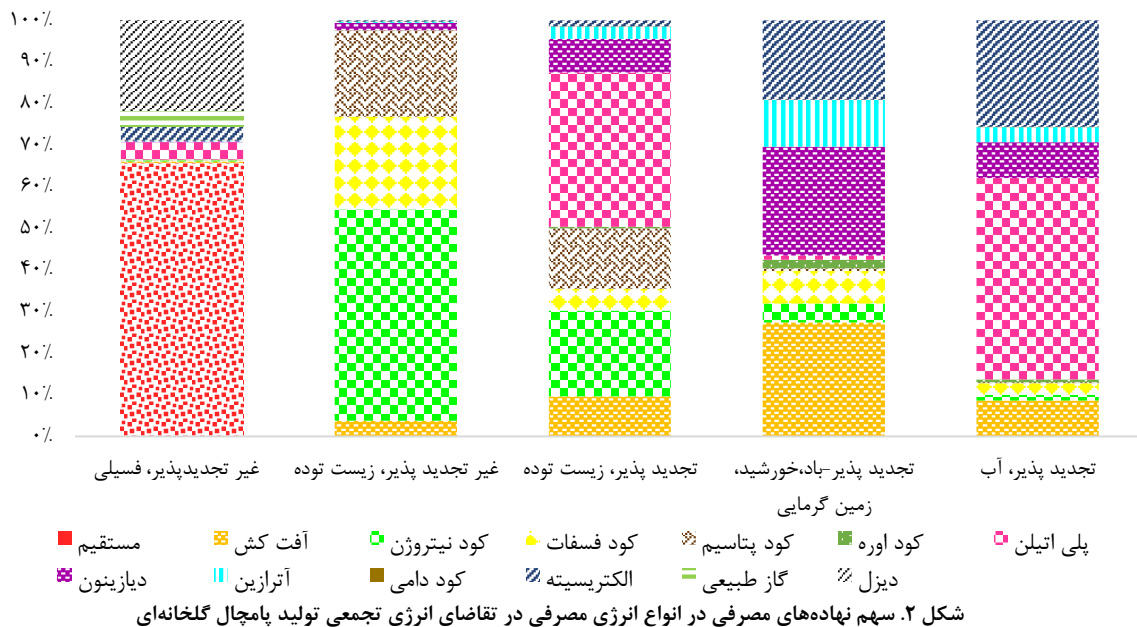 ۱۰۰٪
۹۰٪
۸۰٪
۷۰٪
۶۰٪
۵۰٪
۴۰٪
۳۰٪
۲۰٪
۱۰٪
۰٪
غیر تجدیدپذیر، فسیلی
غیر تجدید پذیر، زیست توده
تجدید پذیر، زیست توده
تجدید پذیر-باد،خورشید،
زمین گرمایی
تجدید پذیر، آب
مستقیم آفت کش کود نیتروژن کود فسفات کود پتاسیم کود اوره پلی اتیلن
دیازینون آترازین کود دامی الکتریسیته گاز طبیعی دیزل
شکل ۲. سهم نهاده‌های مصرفی در انواع انرژی مصرفی در تقاضای انرژی تجمعی تولید پامچال گلخانه‌ای